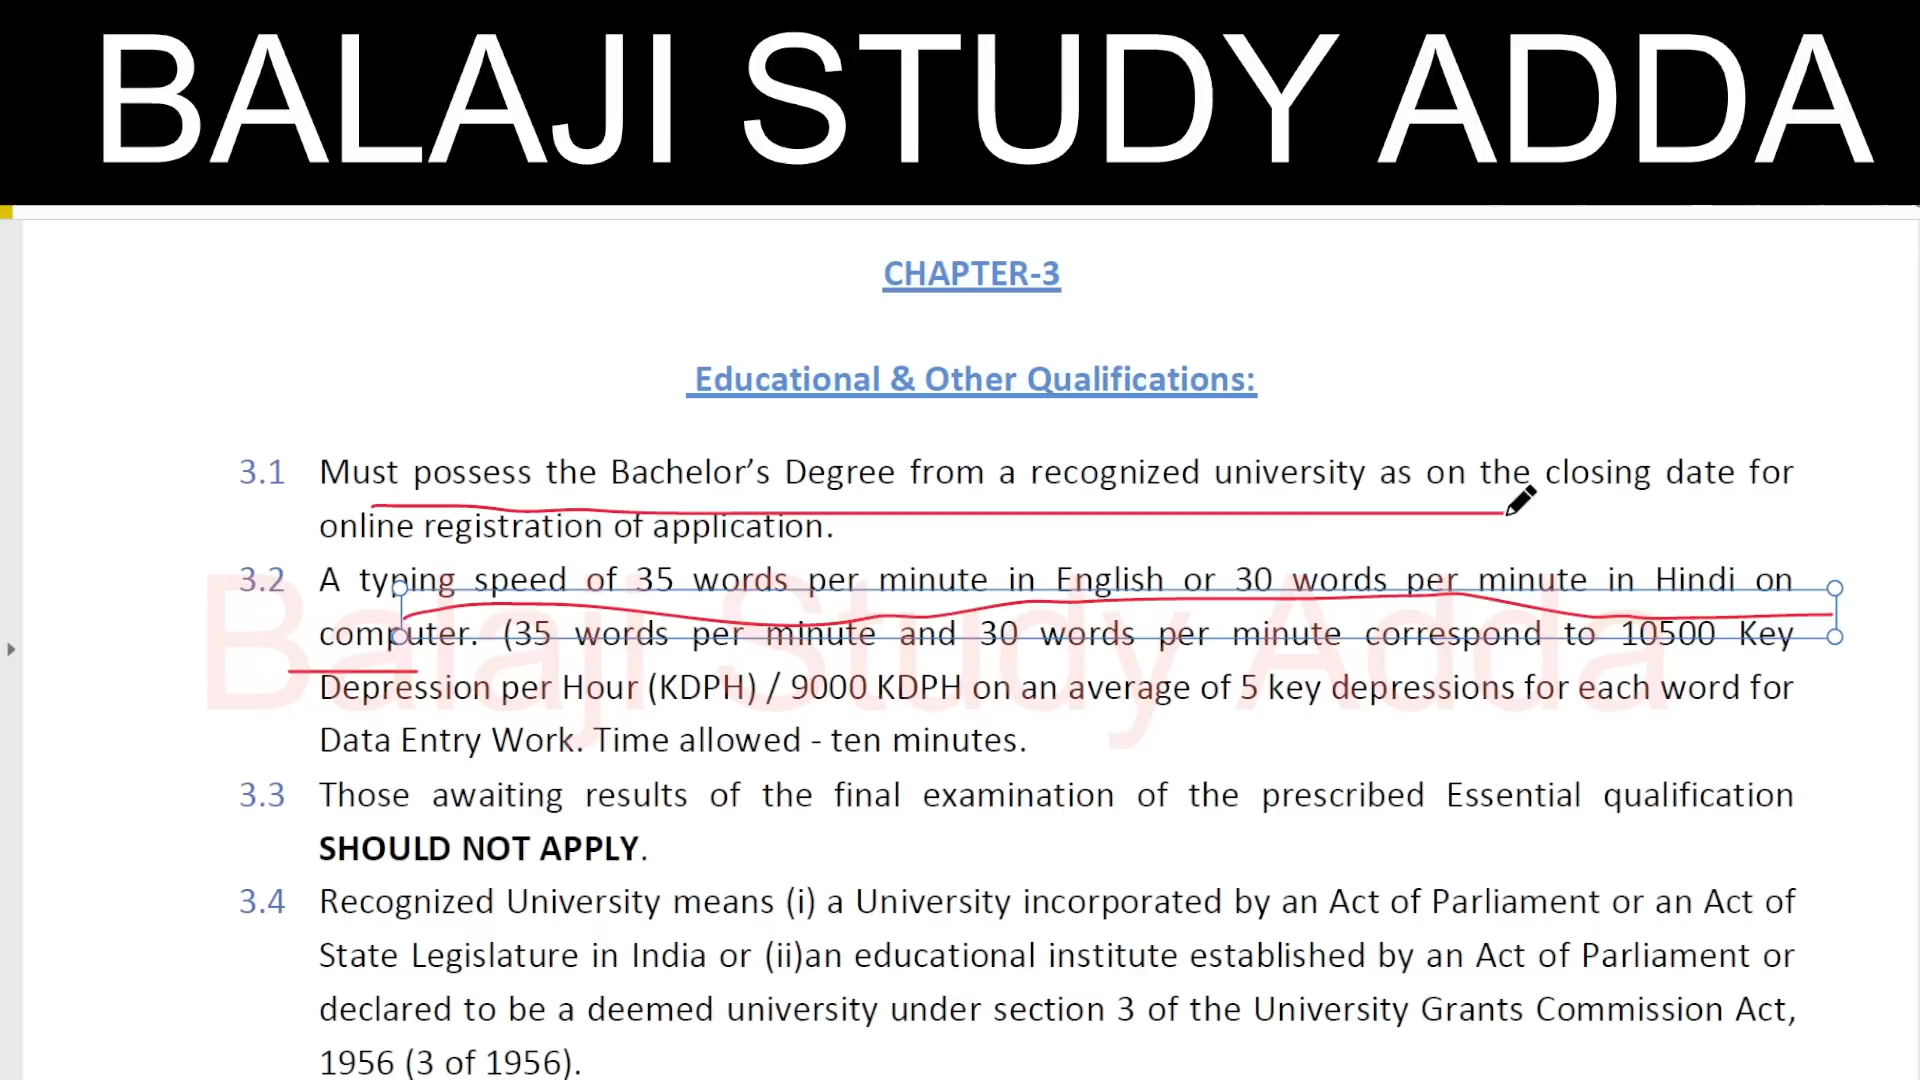 BALAJI STUDY ADDA
CHAPTER-3
Educational & Other Qualifications:
3.1 Must possess the Bachelor’s Degree from a recognized university as on the closing date for
online registration of application.
3.2 A typing speed of 35 words per minute in English or 30 words per minute in Hindi on
computer. (35 words per minute and 30 words per minute correspond to 10500 Key
Depression per Hour (KDPH) / 9000 KDPH on an average of 5 key depressions for each word for
Data Entry Work. Time allowed - ten minutes.
Balaji Study Adda
3.3 Those awaiting results of the final examination of the prescribed Essential qualification
SHOULD NOT APPLY.
3.4 Recognized University means (i) a University incorporated by an Act of Parliament or an Act of
State Legislature in India or (ii)an educational institute established by an Act of Parliament or
declared to be a deemed university under section 3 of the University Grants Commission Act,
1956 (3 of 1956).